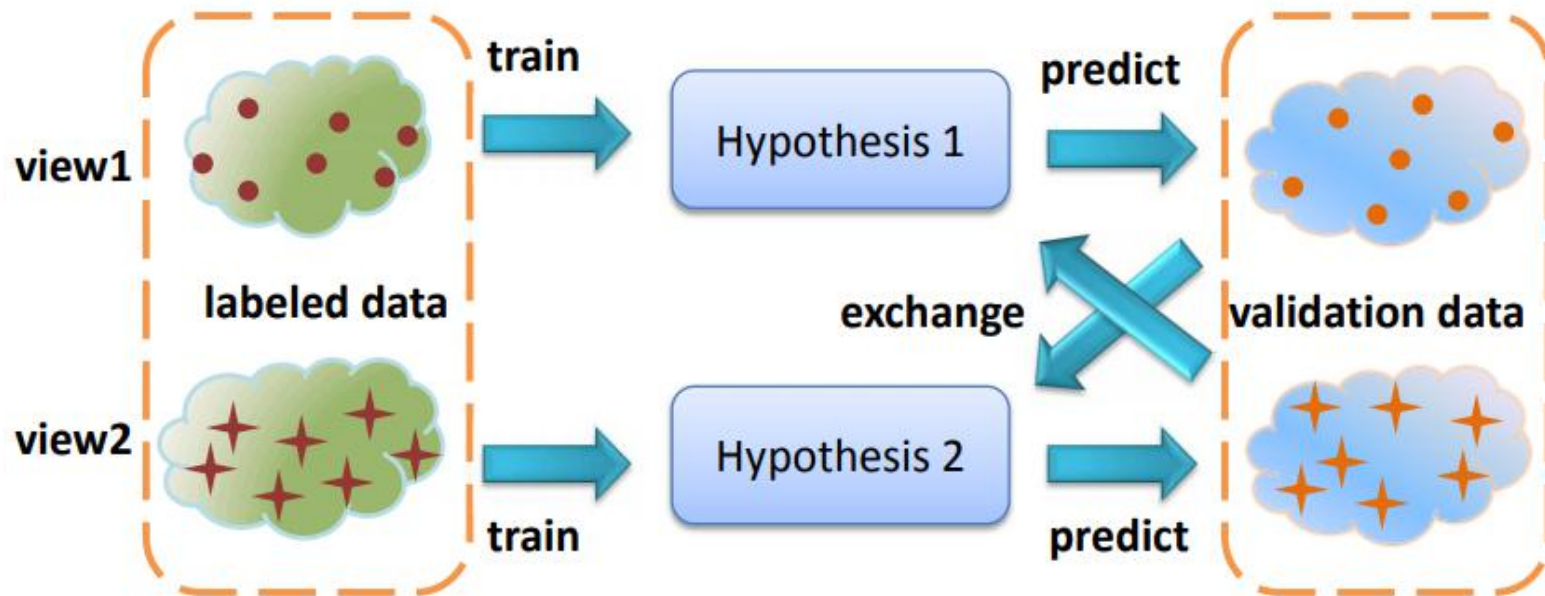 train
predict
view1
Hypothesis 1
labeled data
exchange
validation data
view2
Hypothesis 2
train
predict